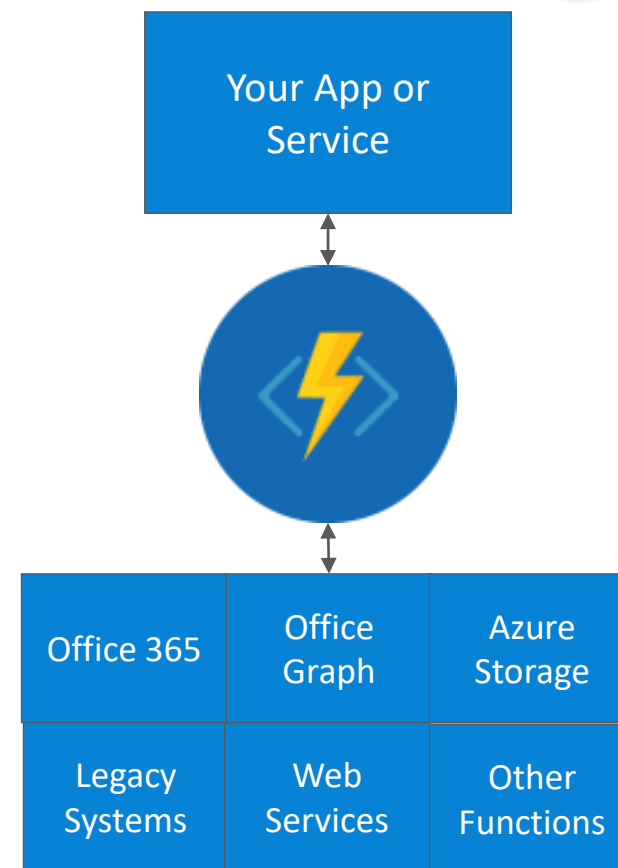 Your App or
Service
Office 365
Office
Graph
Azure
Storage
Legacy
Systems
Web
Services
Other
Functions